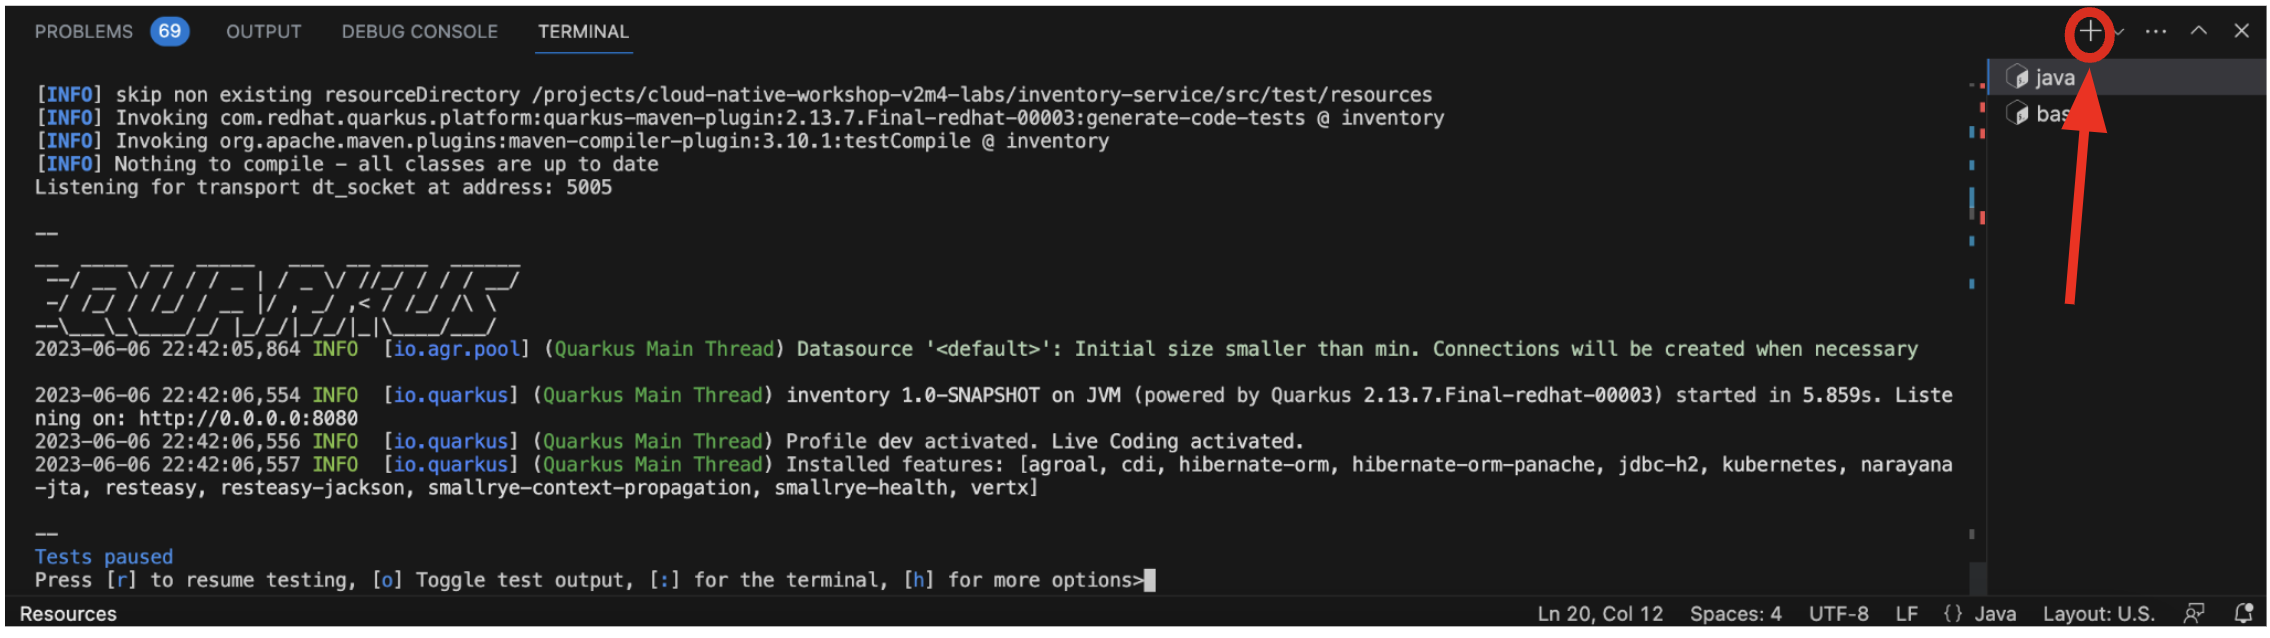 PROBLEMS 69 OUTPUT DEBUG CONSOLE TERMINAL
[INFO] skip non existing resourceDirectory /projects/cloud-native-workshop-v2m4-labs/inventory-service/src/test/resources
[INFO] Invoking com.redhat.quarkus.platform:quarkus-maven-plugin:2.13.7.Final-redhat-00003:generate-code-tests @ inventory
[INFO] Invoking org.apache.maven.plugins:maven-compiler-plugin:3.10.1:testCompile @ inventory
[INFO] Nothing to compile - all classes are up to date
Listening for transport dt_socket at address: 5005
--
QUARKUS
2023-06-06 22:42:05,864 INFO [io.agr.pool] (Quarkus Main Thread) Datasource '<default>': Initial size smaller than min. Connections will be created when necessary
2023-06-06 22:42:06,554 INFO [io.quarkus] (Quarkus Main Thread) inventory 1.0-SNAPSHOT on JVM (powered by Quarkus 2.13.7.Final-redhat-00003) started in 5.859s. Liste
ning on: http://0.0.0.0:8080
2023-06-06 22:42:06,556 INFO [io.quarkus] (Quarkus Main Thread) Profile dev activated. Live Coding activated.
2023-06-06 22:42:06,557 INFO [io.quarkus] (Quarkus Main Thread) Installed features: [agroal, cdi, hibernate-orm, hibernate-orm-panache, jdbc-h2, kubernetes, narayana
-jta, resteasy, resteasy-jackson, smallrye-context-propagation, smallrye-health, vertx]
--
Tests paused
Press [r] to resume testing, [o] Toggle test output, [:] for the terminal, [h] for more options>
java
Resources Ln 20, Col 12 Spaces: 4 UTF-8 LF {} Java Layout: U.S.